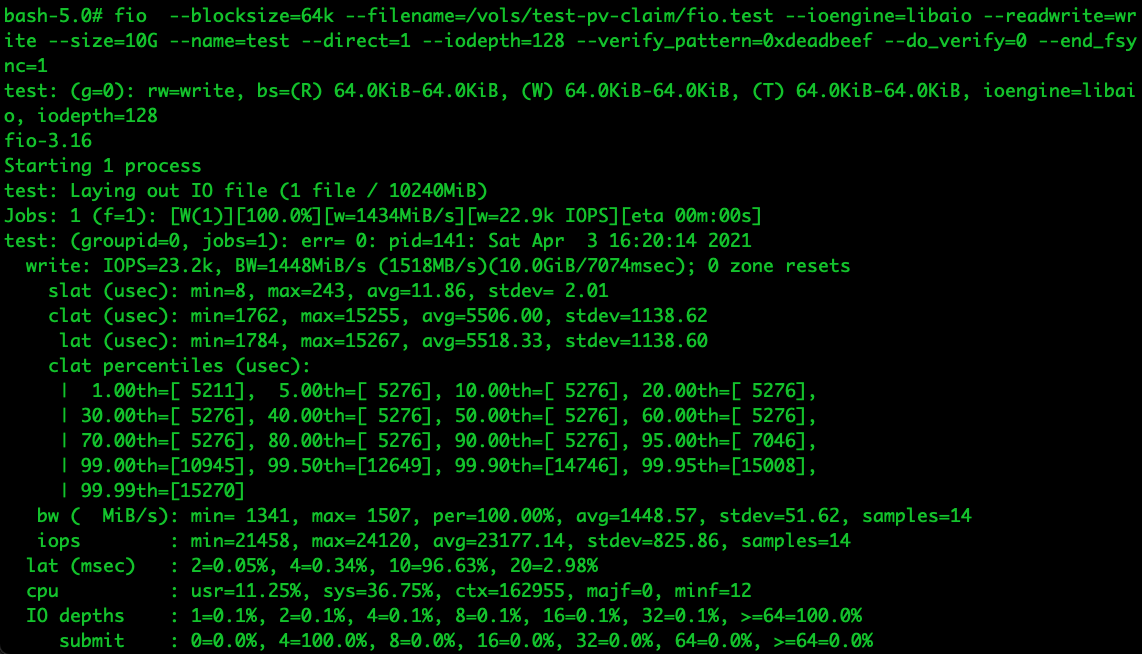 bash-5.0# fio  --blocksize=64k --filename=/vols/test-pv-claim/fio.test --ioengine=libaio --readwrite=wr
ite --size=10G --name=test --direct=1 --iodepth=128 --verify_pattern=0xdeadbeef --do_verify=0 --end_fsy
nc=1
test: (g=0): rw=write, bs=(R) 64.0KiB-64.0KiB, (W) 64.0KiB-64.0KiB, (T) 64.0KiB-64.0KiB, ioengine=libai
o, iodepth=128
fio-3.16
Starting 1 process
test: Laying out IO file (1 file / 10240MiB)
Jobs: 1 (f=1): [W(1)][100.0%][w=1434MiB/s][w=22.9k IOPS][eta 00m:00s]
test: (groupid=0, jobs=1): err= 0: pid=141: Sat Apr  3 16:20:14 2021
  write: IOPS=23.2k, BW=1448MiB/s (1518MB/s)(10.0GiB/7074msec); 0 zone resets
    slat (usec): min=8, max=243, avg=11.86, stdev= 2.01
    clat (usec): min=1762, max=15255, avg=5506.00, stdev=1138.62
     lat (usec): min=1784, max=15267, avg=5518.33, stdev=1138.60
    clat percentiles (usec):
     |  1.00th=[ 5211],  5.00th=[ 5276], 10.00th=[ 5276], 20.00th=[ 5276],
     | 30.00th=[ 5276], 40.00th=[ 5276], 50.00th=[ 5276], 60.00th=[ 5276],
     | 70.00th=[ 5276], 80.00th=[ 5276], 90.00th=[ 5276], 95.00th=[ 7046],
     | 99.00th=[10945], 99.50th=[12649], 99.90th=[14746], 99.95th=[15008],
     | 99.99th=[15270]
   bw (  MiB/s): min= 1341, max= 1507, per=100.00%, avg=1448.57, stdev=51.62, samples=14
   iops        : min=21458, max=24120, avg=23177.14, stdev=825.86, samples=14
  lat (msec)   : 2=0.05%, 4=0.34%, 10=96.63%, 20=2.98%
  cpu          : usr=11.25%, sys=36.75%, ctx=162955, majf=0, minf=12
  IO depths    : 1=0.1%, 2=0.1%, 4=0.1%, 8=0.1%, 16=0.1%, 32=0.1%, >=64=100.0%
     submit    : 0=0.0%, 4=100.0%, 8=0.0%, 16=0.0%, 32=0.0%, 64=0.0%, >=64=0.0%